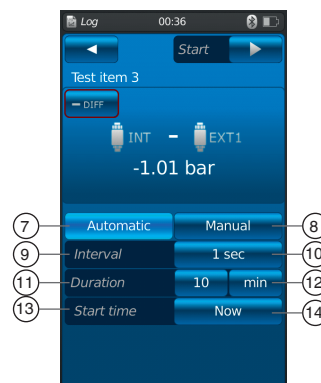 Log 00:36
Start
Test item 3
DIFF
INT - EXT1
-1.01 bar
7 Automatic Manual 8
9 Interval 1 sec 10
11 Duration 10 min 12
13 Start time Now 14